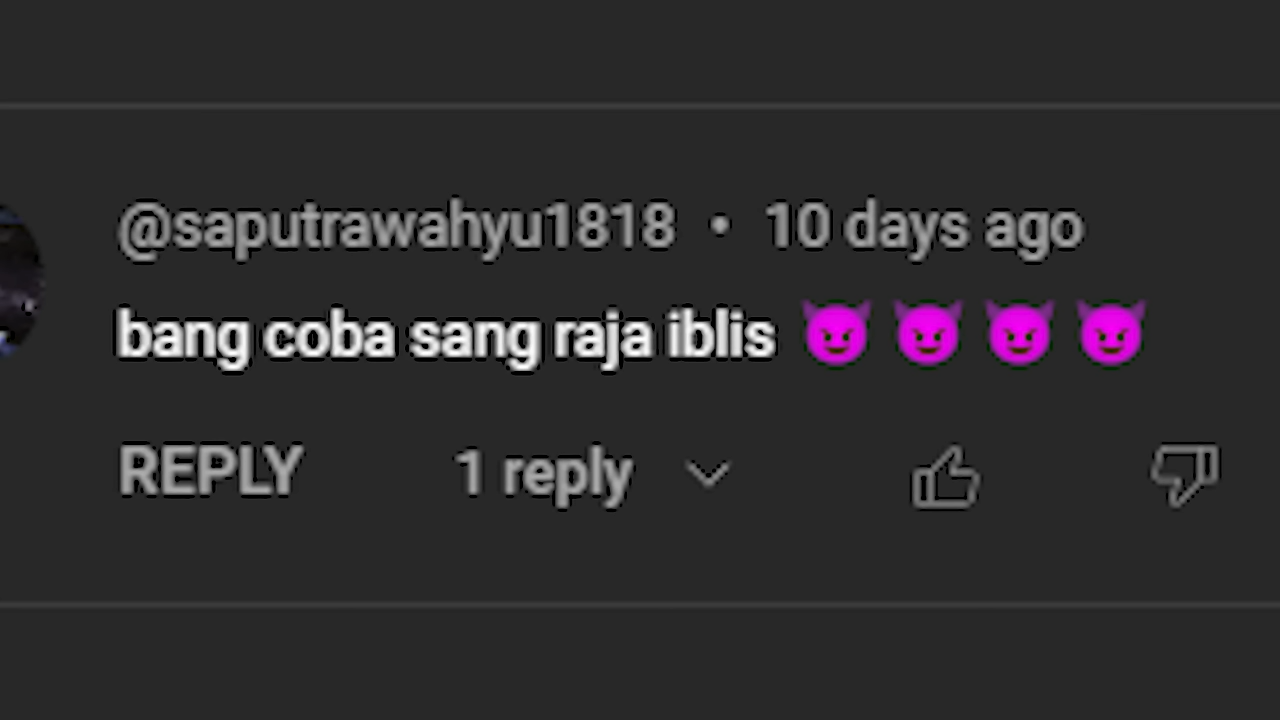 @saputrawahyu1818 • 10 days ago
bang coba sang raja iblis 😈 😈 😈 😈
REPLY 1 reply